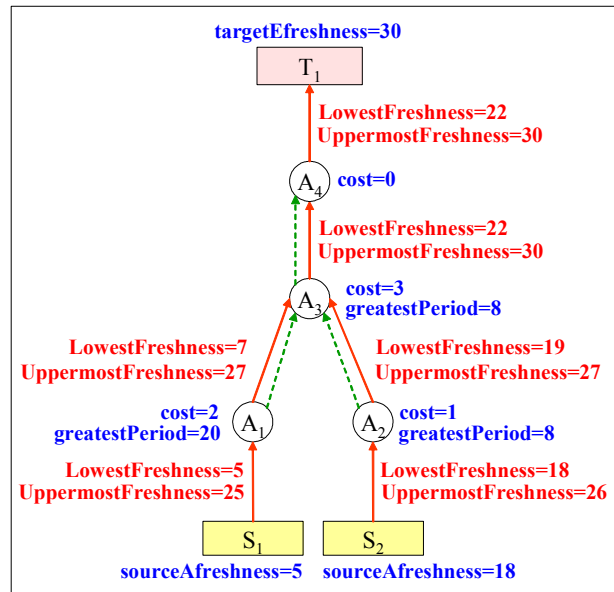 targetEfreshness=30
T1
LowestFreshness=22
UppermostFreshness=30
A4
cost=0
LowestFreshness=22
UppermostFreshness=30
A3
cost=3
greatestPeriod=8
LowestFreshness=7
UppermostFreshness=27
LowestFreshness=19
UppermostFreshness=27
cost=2
greatestPeriod=20
A1
A2
cost=1
greatestPeriod=8
LowestFreshness=5
UppermostFreshness=25
LowestFreshness=18
UppermostFreshness=26
S1
S2
sourceAfreshness=5
sourceAfreshness=18